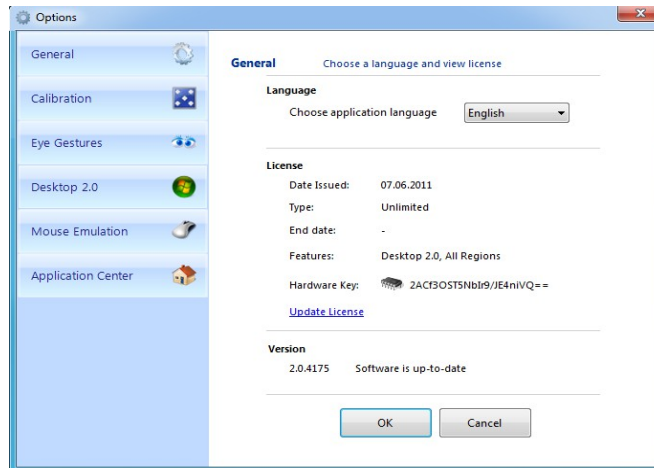 Options
General
Calibration
Eye Gestures
Desktop 2.0
Mouse Emulation
Application Center
General Choose a language and view license
Language
Choose application language English
License
Date Issued: 07.06.2011
Type: Unlimited
End date: -
Features: Desktop 2.0, All Regions
Hardware Key: 2ACf3OST5NbIr9/JE4niVQ==
Update License
Version
2.0.4175 Software is up-to-date
OK Cancel